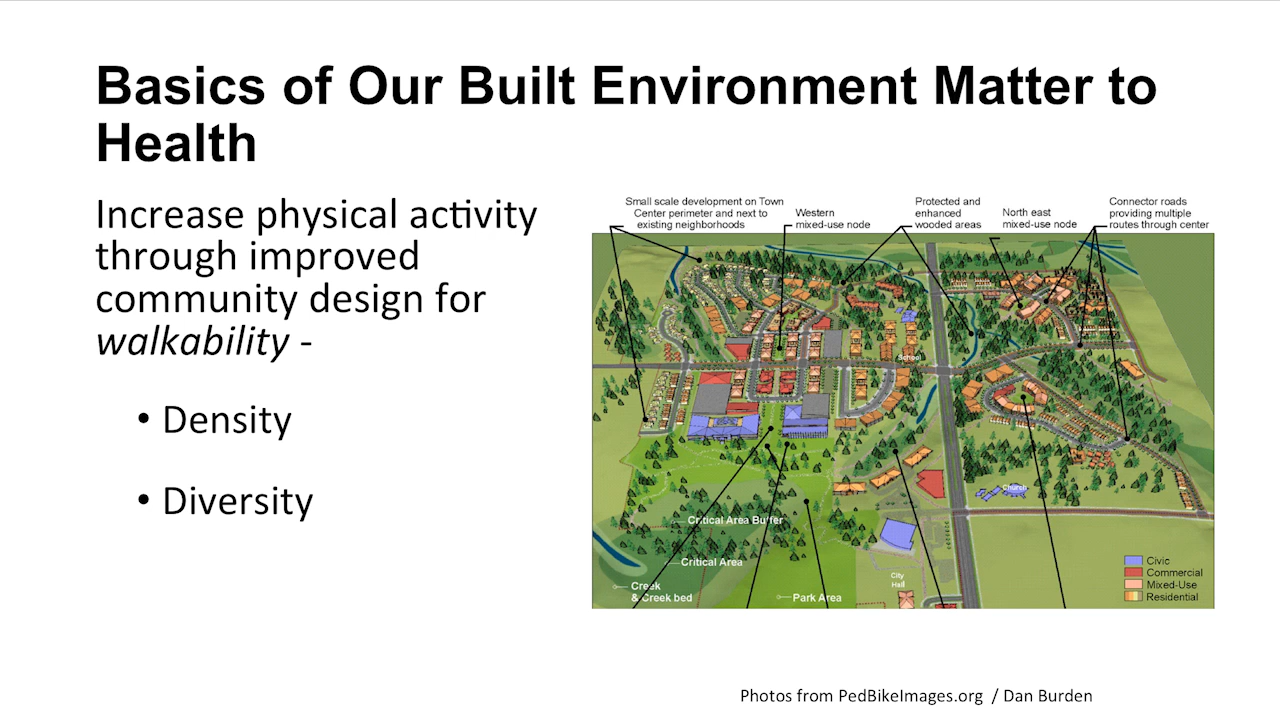 Basics of Our Built Environment Matter to
Health
Increase physical activity
through improved
community design for
walkability -
• Density
• Diversity
Small scale development on Town
Center perimeter and next to
existing neighborhoods
Western
mixed-use node
Protected and
enhanced
wooded areas
North east
mixed-use node
Connector roads
providing multiple
routes through center
School
Church
Critical Area Buffer
Critical Area
Creek
& Creek bed
Park Area
City
Hall
Civic
Commercial
Mixed-Use
Residential
Photos from PedBikeImages.org / Dan Burden